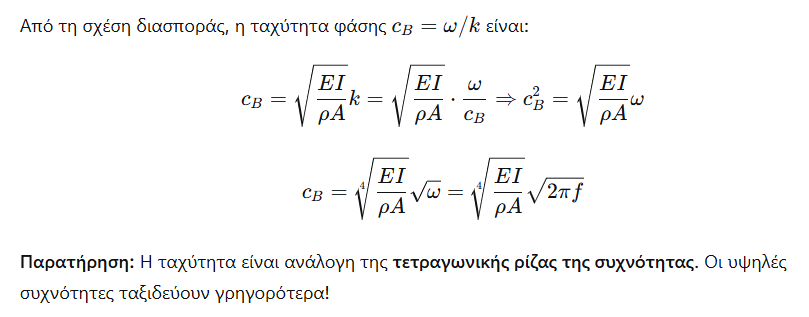 Από τη σχέση διασποράς, η ταχύτητα φάσης $c_B = \omega/k$ είναι:
$$c_B = \sqrt{\frac{EI}{\rho A}} k = \sqrt{\frac{EI}{\rho A}} \cdot \frac{\omega}{c_B} \Rightarrow c_B^2 = \sqrt{\frac{EI}{\rho A}} \omega$$
$$c_B = \sqrt[4]{\frac{EI}{\rho A}} \sqrt{\omega} = \sqrt[4]{\frac{EI}{\rho A}} \sqrt{2\pi f}$$
Παρατήρηση: Η ταχύτητα είναι ανάλογη της τετραγωνικής ρίζας της συχνότητας. Οι υψηλές
συχνότητες ταξιδεύουν γρηγορότερα!